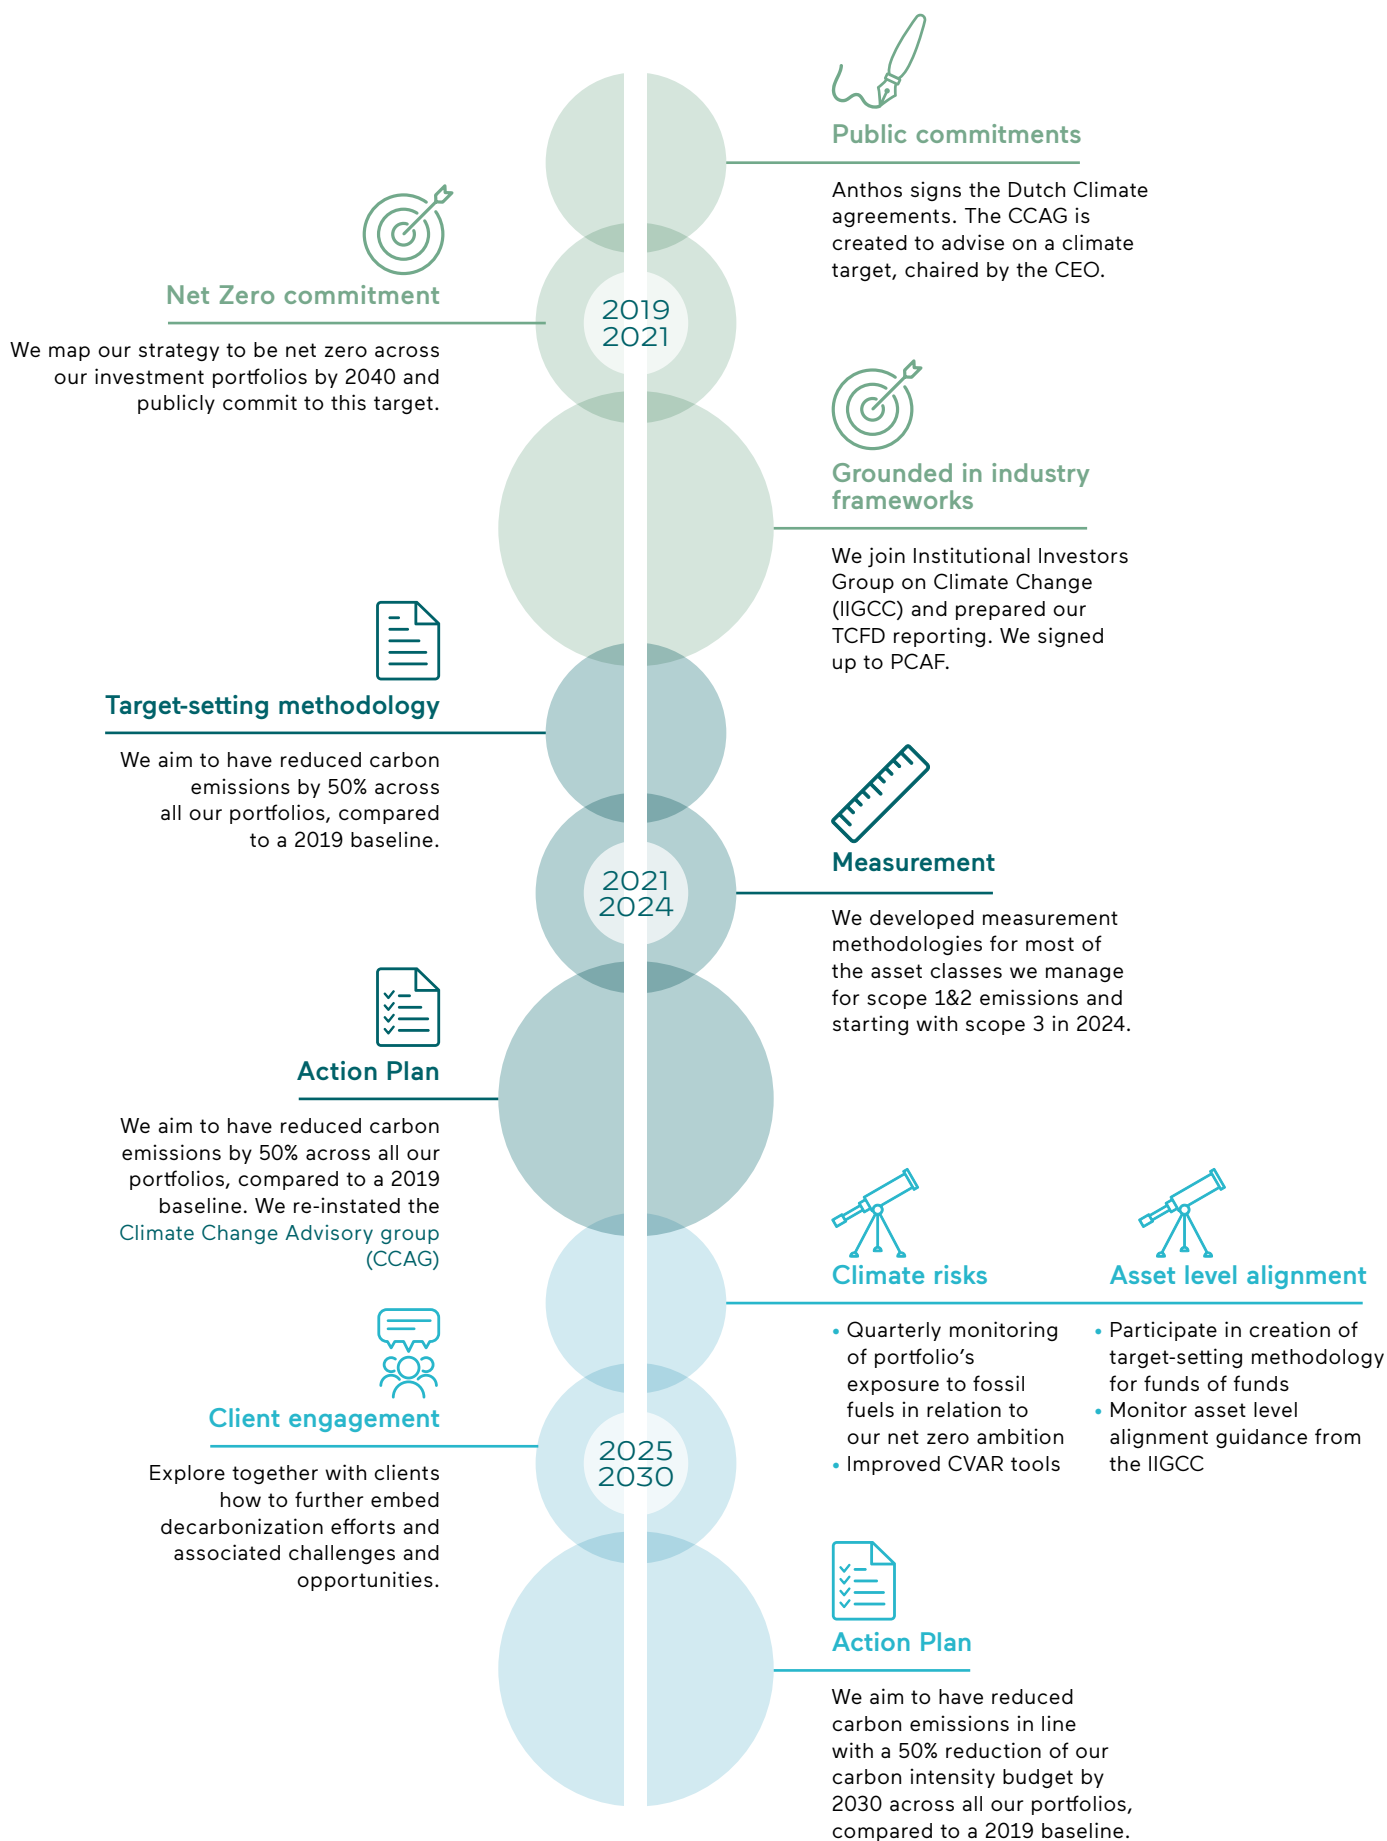 Public commitments
Anthos signs the Dutch Climate
agreements. The CCAG is
created to advise on a climate
target, chaired by the CEO.
Net Zero commitment
We map our strategy to be net zero across
our investment portfolios by 2040 and
publicly commit to this target.
2019
2021
Grounded in industry
frameworks
We join Institutional Investors
Group on Climate Change
(IIGCC) and prepared our
TCFD reporting. We signed
up to PCAF.
Target-setting methodology
We aim to have reduced carbon
emissions by 50% across
all our portfolios, compared
to a 2019 baseline.
2021
2024
Measurement
We developed measurement
methodologies for most of
the asset classes we manage
for scope 1&2 emissions and
starting with scope 3 in 2024.
Action Plan
We aim to have reduced carbon
emissions by 50% across all our
portfolios, compared to a 2019
baseline. We re-instated the
Climate Change Advisory group
(CCAG)
Climate risks
• Quarterly monitoring
of portfolio's
exposure to fossil
fuels in relation to
our net zero ambition
• Improved CVAR tools
Asset level alignment
• Participate in creation of
target-setting methodology
for funds of funds
• Monitor asset level
alignment guidance from
the IIGCC
Client engagement
Explore together with clients
how to further embed
decarbonization efforts and
associated challenges and
opportunities.
2025
2030
Action Plan
We aim to have reduced
carbon emissions in line
with a 50% reduction of our
carbon intensity budget by
2030 across all our portfolios,
compared to a 2019 baseline.